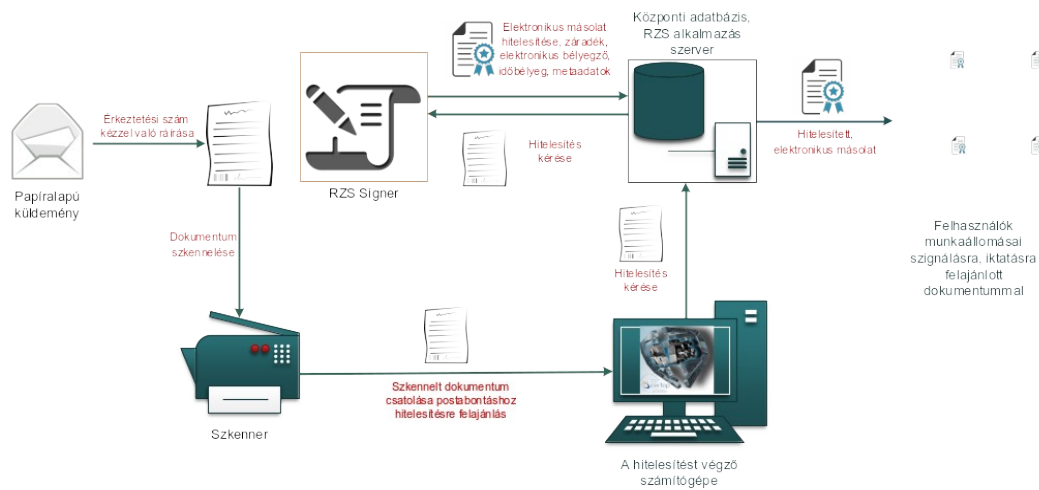 Központi adatbázis,
RZS alkalmazás
szerver
Elektronikus másolat
hitelesítése, záradék,
elektronikus bélyegző,
időbélyeg, metaadatok
Érkeztetési szám
kézzel való ráírása
Hitelesítés
kérése
Hitelesített,
elektronikus másolat
RZS Signer
Papíralapú
küldemény
Dokumentum
szkennelése
Hitelesítés
kérése
Felhasználók
munkaállomásai
szignálásra, iktatásra
felajánlott
dokumentummal
Szkennelt dokumentum
csatolása postabontáshoz
hitelesítésre felajánlás
Szkenner
A hitelesítést végző
számítógépe